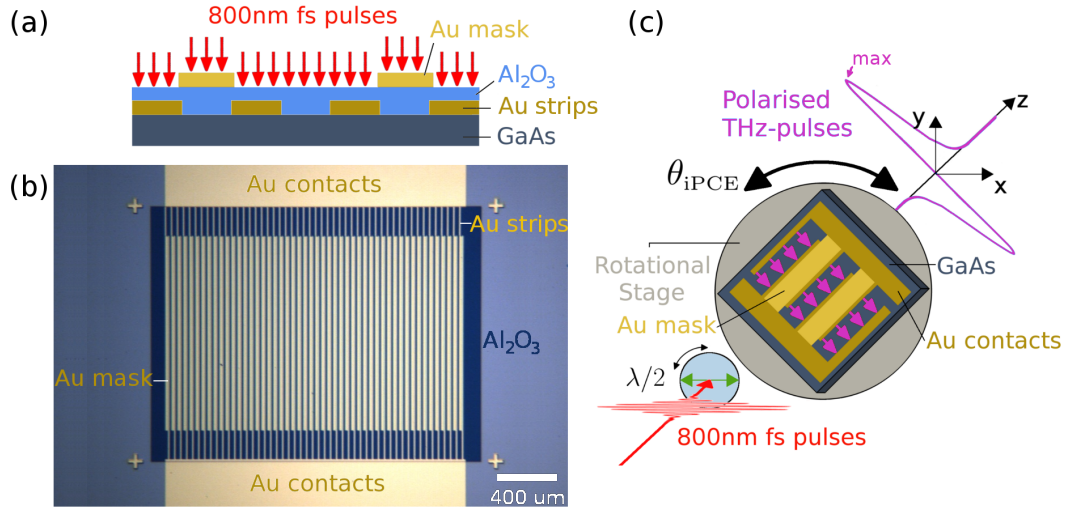 (a)
800nm fs pulses
Au mask
Al₂O₃
Au strips
GaAs
(b)
Au contacts
Au strips
Al₂O₃
Au mask
Au contacts
400 um
(c)
max
Polarised
THz-pulses
z
y
x
θiPCE
Rotational
Stage
GaAs
Au mask
Au contacts
λ/2
800nm fs pulses